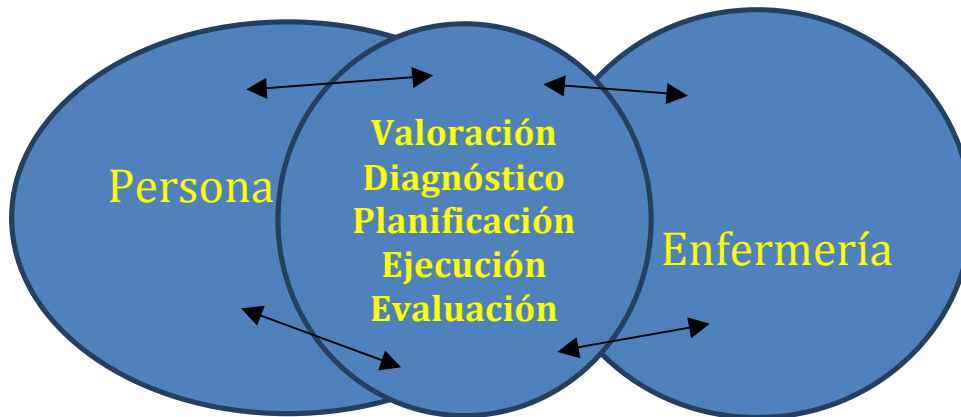 Persona
Valoración
Diagnóstico
Planificación
Ejecución
Evaluación
Enfermería